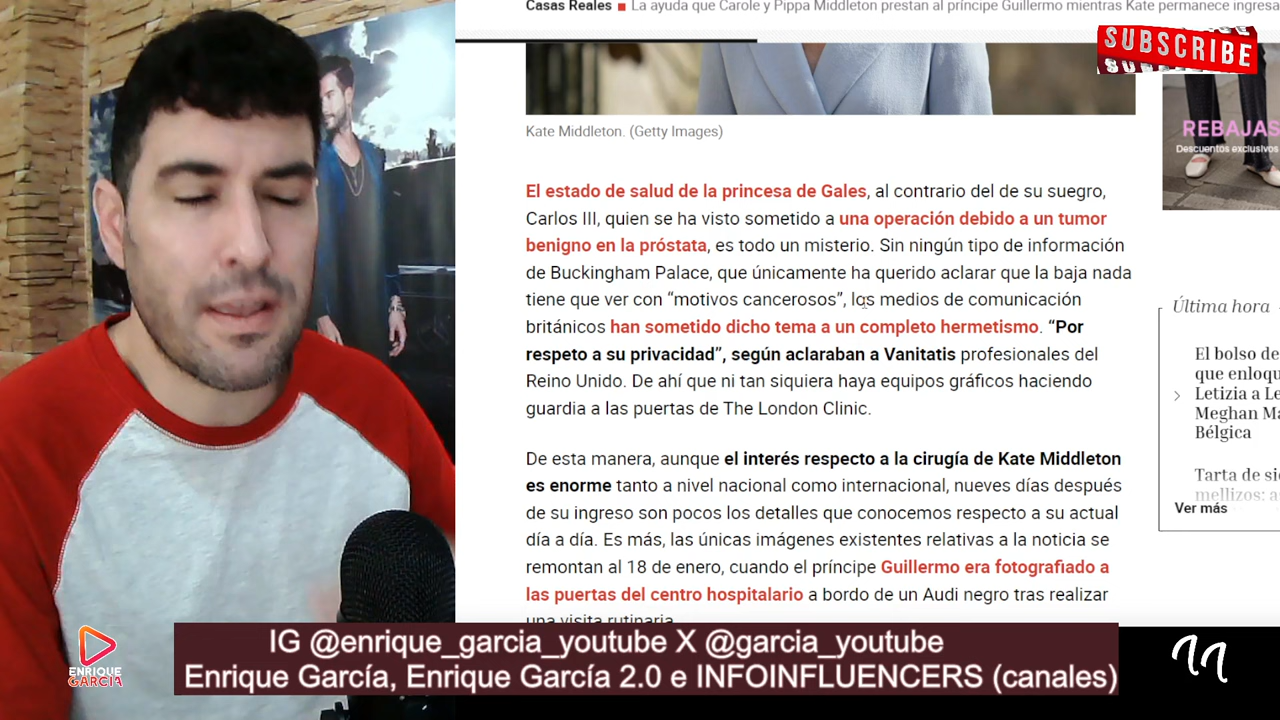 Casas Reales ■ La ayuda que Carole y Pippa Middleton prestan al príncipe Guillermo mientras Kate permanece ingresa
SUBSCRIBE
Kate Middleton. (Getty Images)
REBAJAS
Descuentos exclusivos
El estado de salud de la princesa de Gales, al contrario del de su suegro,
Carlos III, quien se ha visto sometido a una operación debido a un tumor
benigno en la próstata, es todo un misterio. Sin ningún tipo de información
de Buckingham Palace, que únicamente ha querido aclarar que la baja nada
tiene que ver con “motivos cancerosos”, los medios de comunicación
británicos han sometido dicho tema a un completo hermetismo. “Por
respeto a su privacidad”, según aclaraban a Vanitatis profesionales del
Reino Unido. De ahí que ni tan siquiera haya equipos gráficos haciendo
guardia a las puertas de The London Clinic.
De esta manera, aunque el interés respecto a la cirugía de Kate Middleton
es enorme tanto a nivel nacional como internacional, nueves días después
de su ingreso son pocos los detalles que conocemos respecto a su actual
día a día. Es más, las únicas imágenes existentes relativas a la noticia se
remontan al 18 de enero, cuando el príncipe Guillermo era fotografiado a
las puertas del centro hospitalario a bordo de un Audi negro tras realizar
una visita rutinaria.
Última hora
El bolso de
que enloqu
Letizia a Le
Meghan Ma
Bélgica
Tarta de si
mellizos: a
Ver más
IG @enrique_garcia_youtube X @garcia_youtube
Enrique García, Enrique García 2.0 e INFOINFLUENCERS (canales)
ENRIQUE
GARCÍA